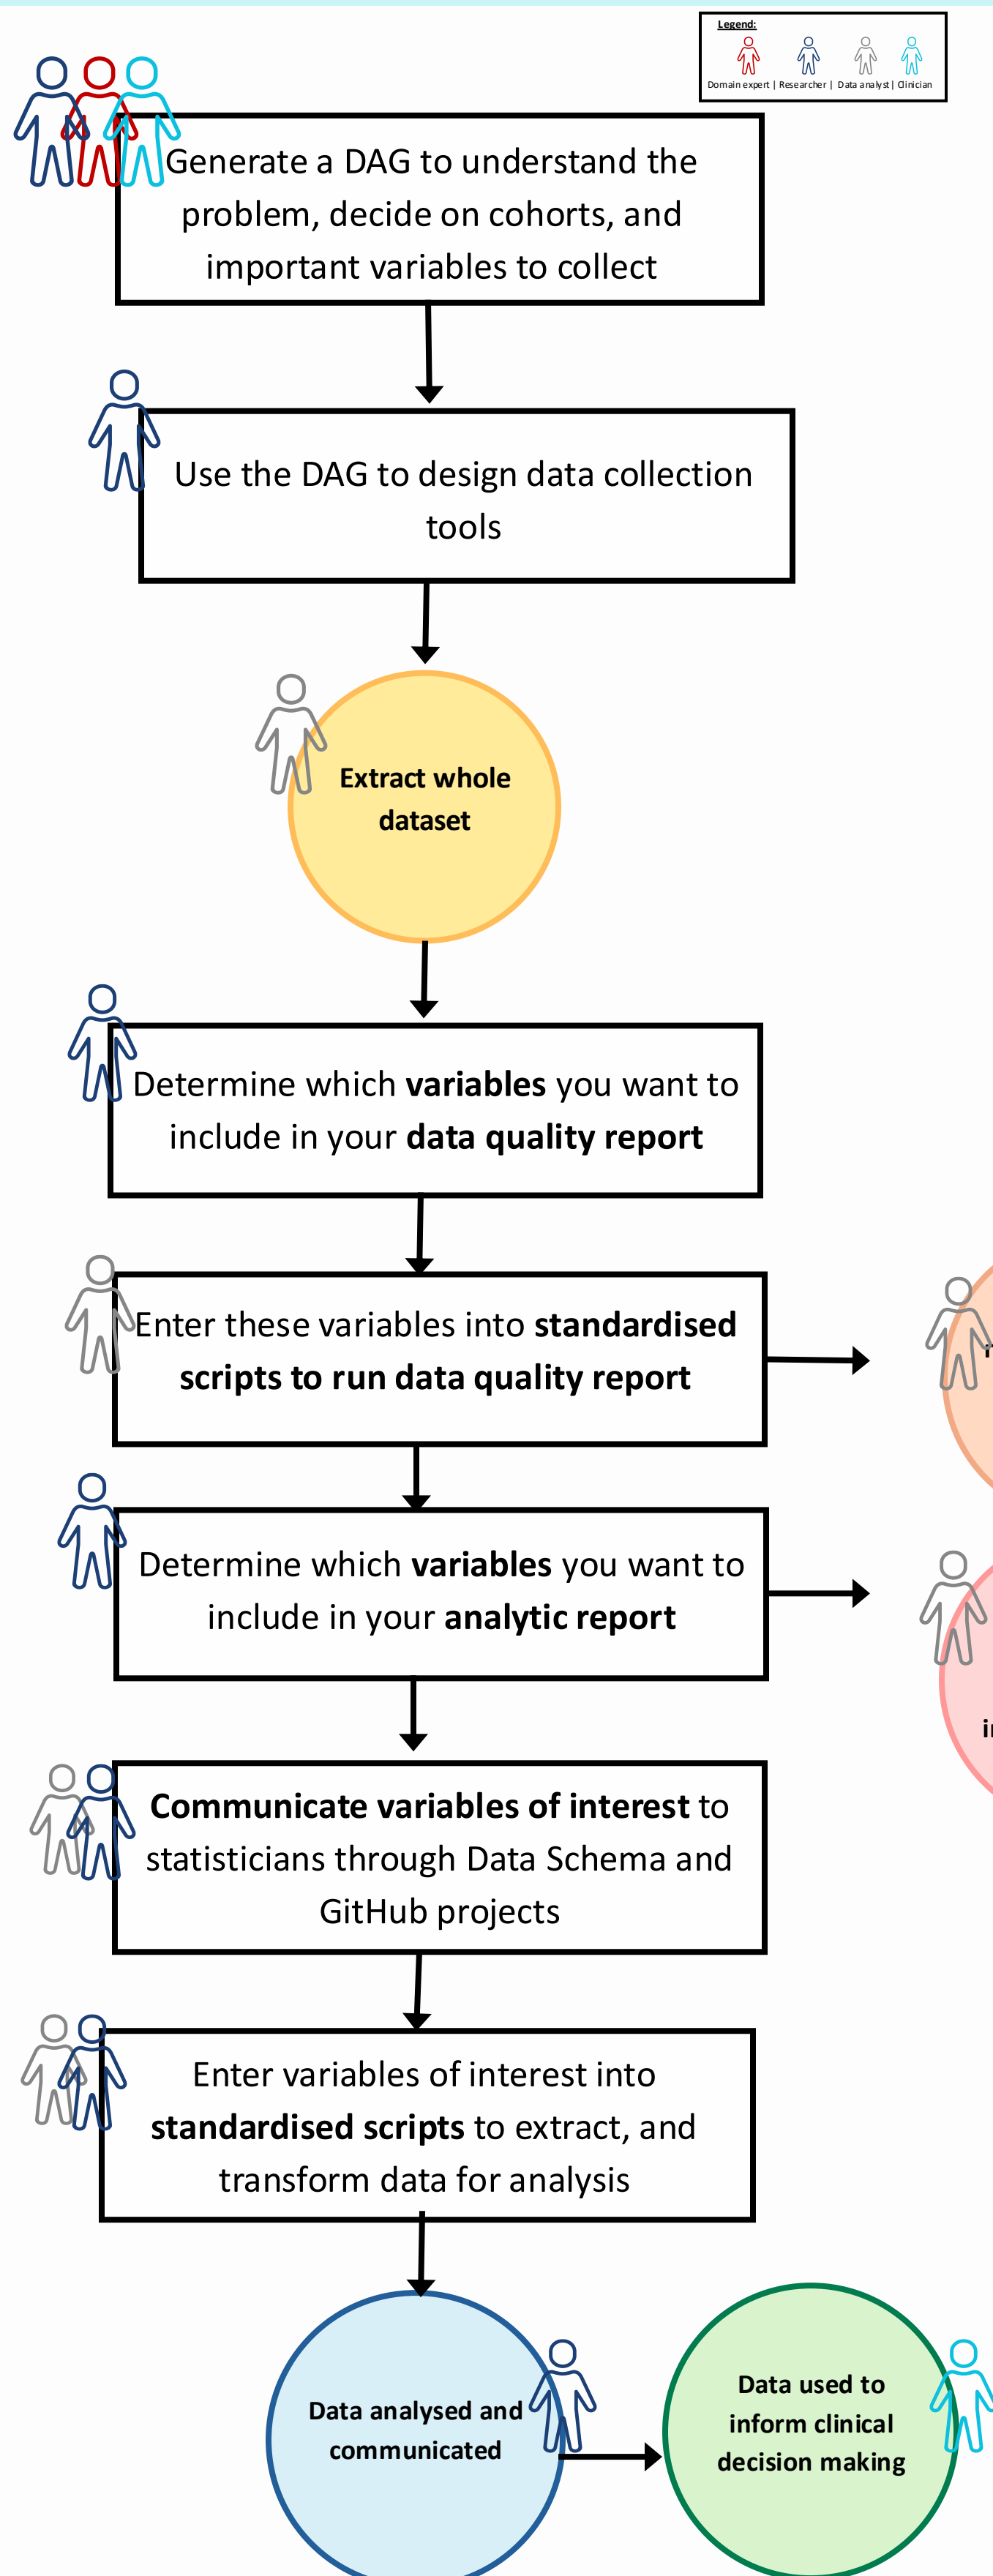 Legend:
Domain expert | Researcher | Data analyst | Clinician
Generate a DAG to understand the
problem, decide on cohorts, and
important variables to collect
Use the DAG to design data collection
tools
Extract whole
dataset
Determine which variables you want to
include in your data quality report
Enter these variables into standardised
scripts to run data quality report
Determine which variables you want to
include in your analytic report
Communicate variables of interest to
statisticians through Data Schema and
GitHub projects
Enter variables of interest into
standardised scripts to extract, and
transform data for analysis
Data analysed and
communicated
Data used to
inform clinical
decision making